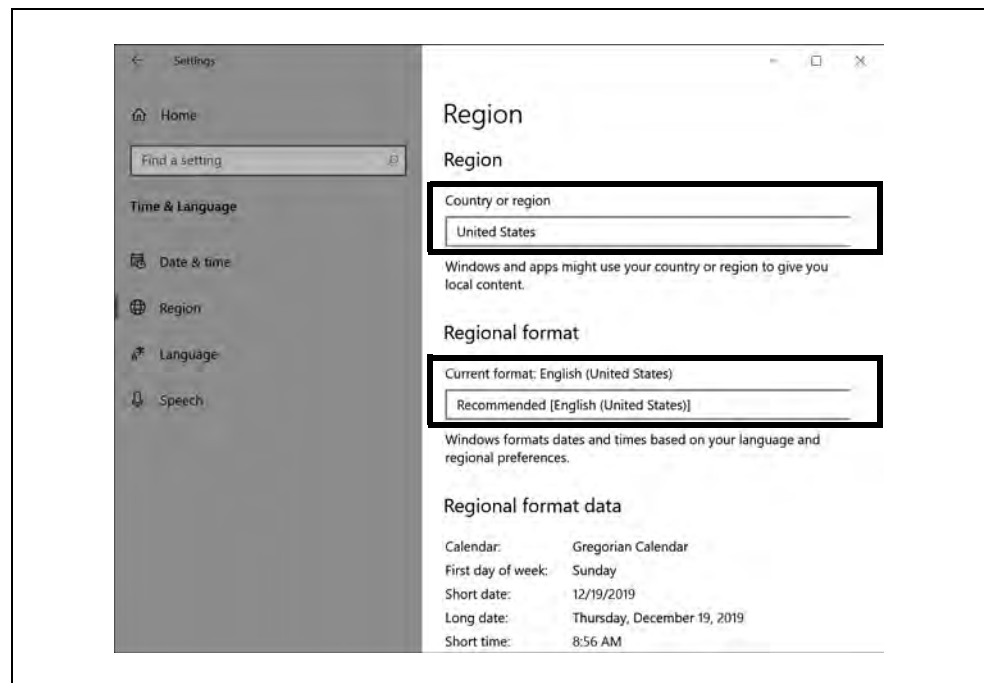 Settings
Home
Find a setting
Time & Language
Date & time
Region
Language
Speech
Region
Region
Country or region
United States
Windows and apps might use your country or region to give you
local content.
Regional format
Current format: English (United States)
Recommended [English (United States)]
Windows formats dates and times based on your language and
regional preferences.
Regional format data
Calendar: Gregorian Calendar
First day of week: Sunday
Short date: 12/19/2019
Long date: Thursday, December 19, 2019
Short time: 8:56 AM